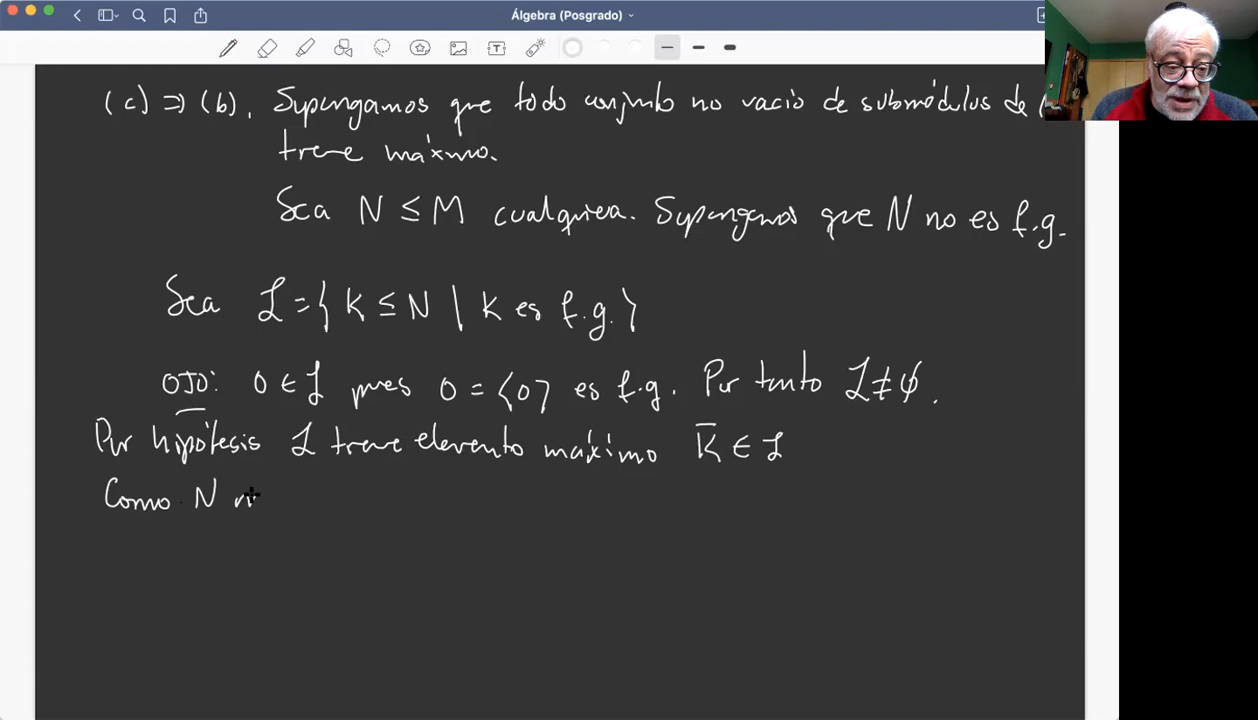 Álgebra (Posgrado)
(c) ⇒ (b). Supongamos que todo conjunto no vacío de submódulos de
tiene máximo.
Sea N ≤ M cualquiera. Supongamos que N no es f.g.
Sea ℒ = { K ≤ N | K es f.g. }
OJO: 0 ∈ ℒ pues 0 = ⟨0⟩ es f.g. Por tanto ℒ ≠ ∅.
Por hipótesis ℒ tiene elemento máximo K̄ ∈ ℒ
Como N n